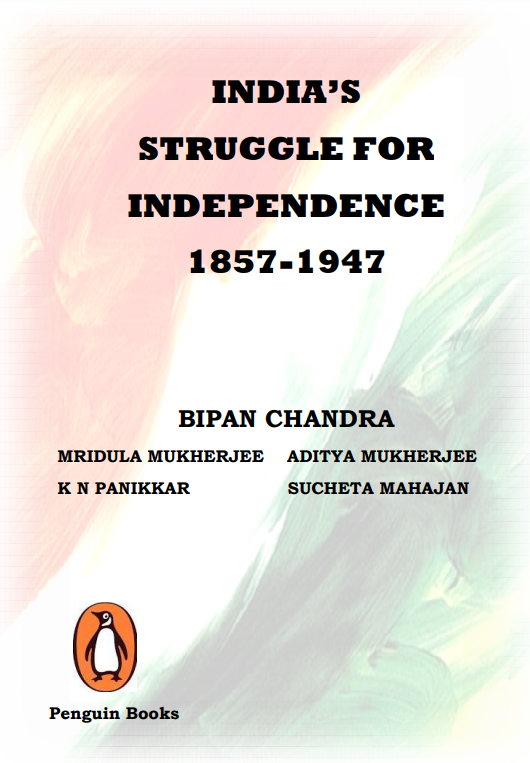 INDIA’S
STRUGGLE FOR
INDEPENDENCE
1857-1947
BIPAN CHANDRA
MRIDULA MUKHERJEE ADITYA MUKHERJEE
K N PANIKKAR SUCHETA MAHAJAN
Penguin Books